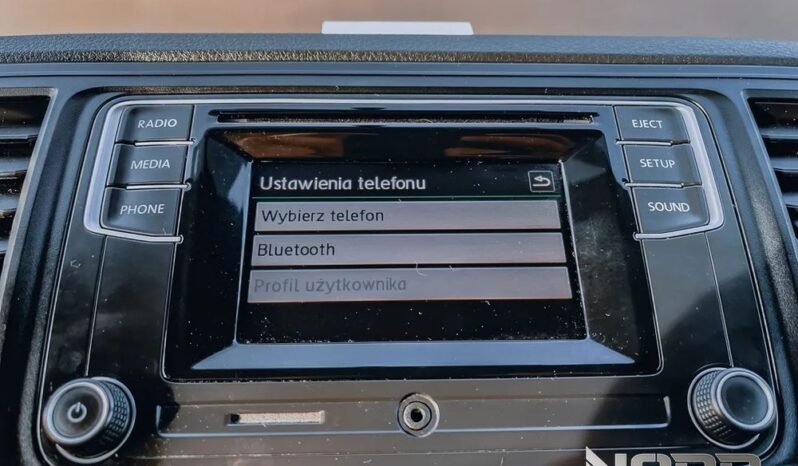 RADIO
MEDIA
PHONE
Ustawienia telefonu
Wybierz telefon
Bluetooth
Profil użytkownika
EJECT
SETUP
SOUND